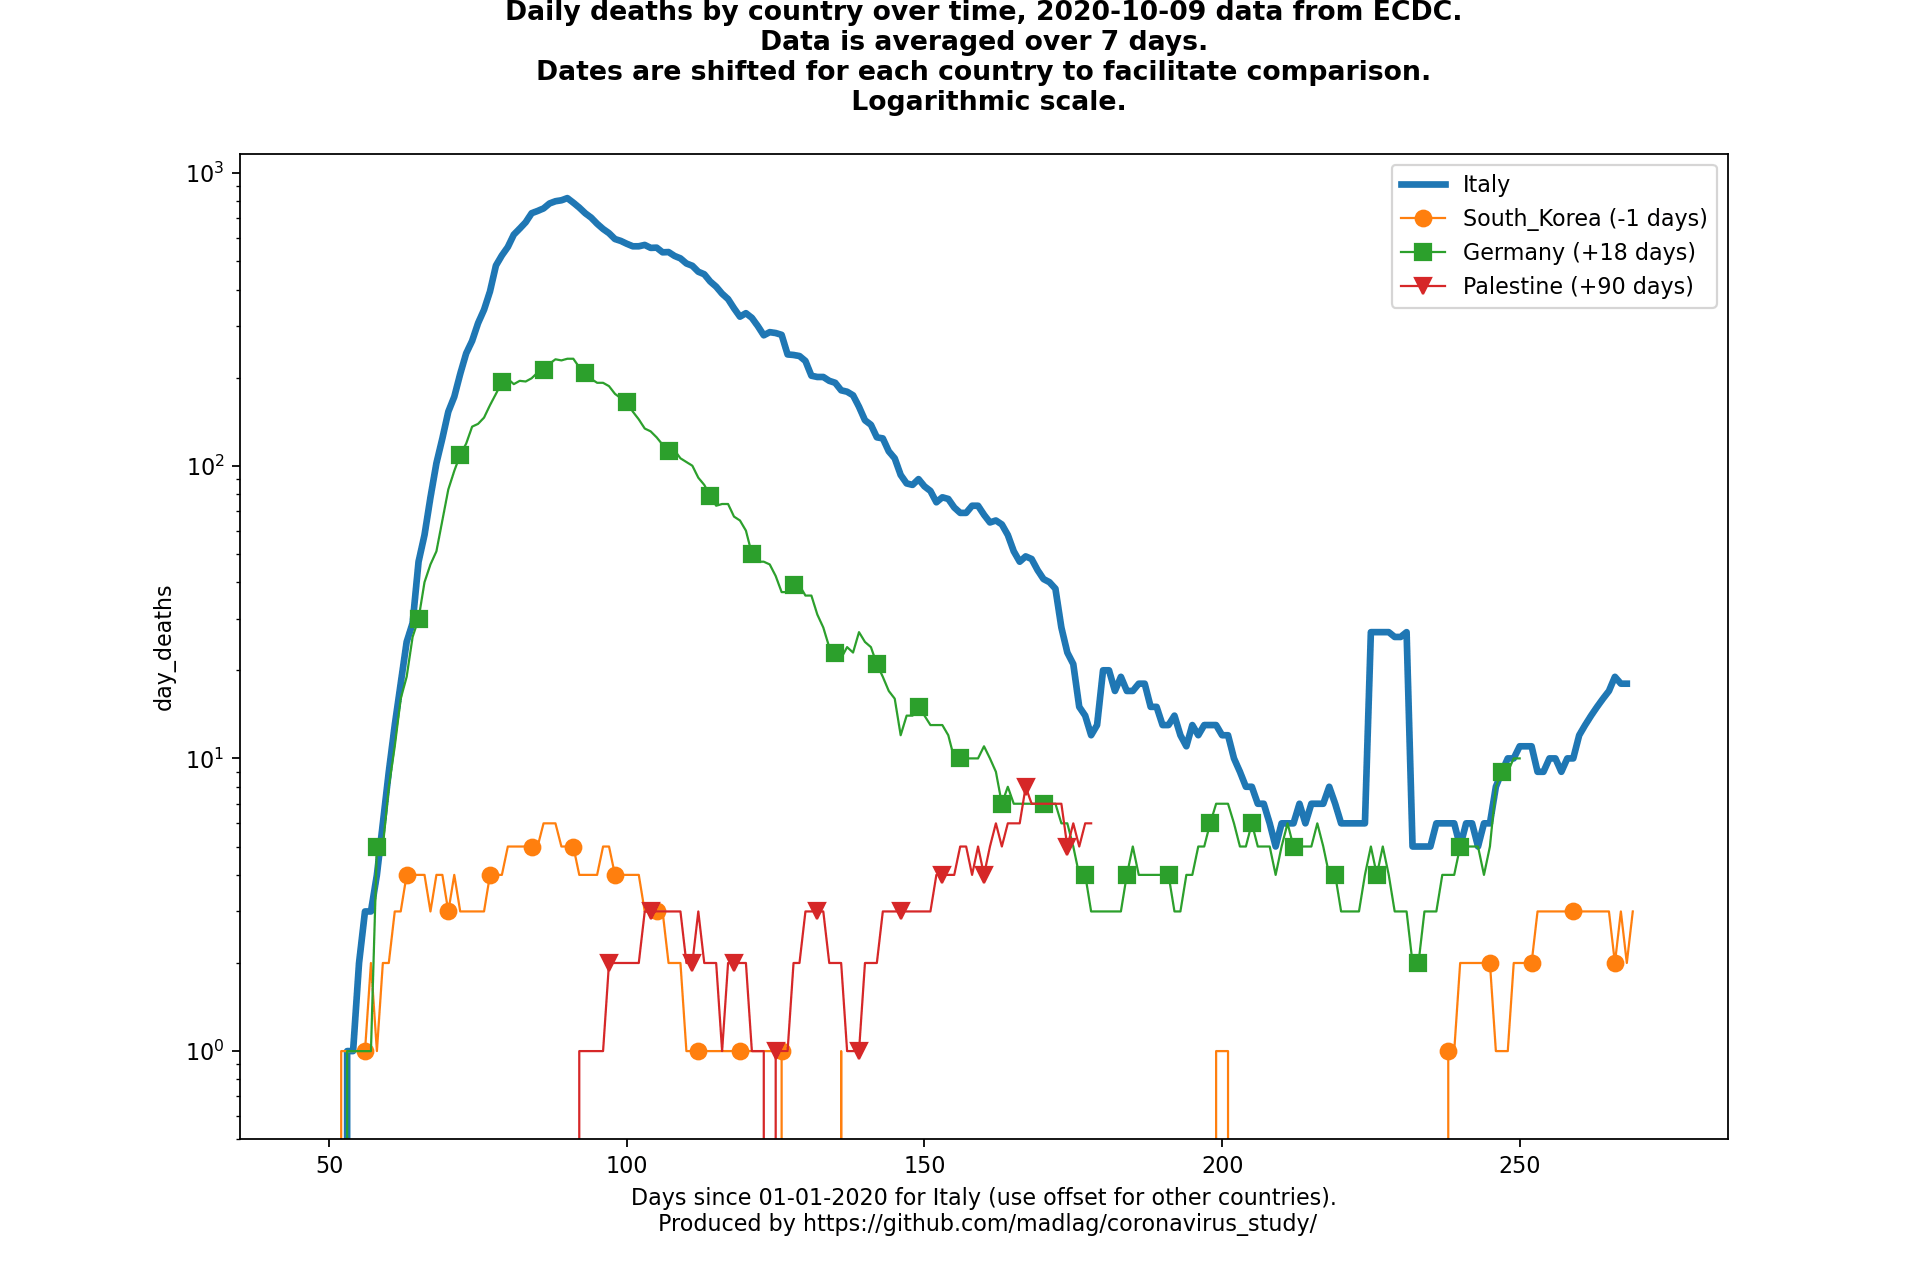 Daily deaths by country over time, 2020-10-09 data from ECDC.
Data is averaged over 7 days.
Dates are shifted for each country to facilitate comparison.
Logarithmic scale.
Italy
South_Korea (-1 days)
Germany (+18 days)
Palestine (+90 days)
10³
10²
10¹
10⁰
day_deaths
50 100 150 200 250
Days since 01-01-2020 for Italy (use offset for other countries).
Produced by https://github.com/madlag/coronavirus_study/